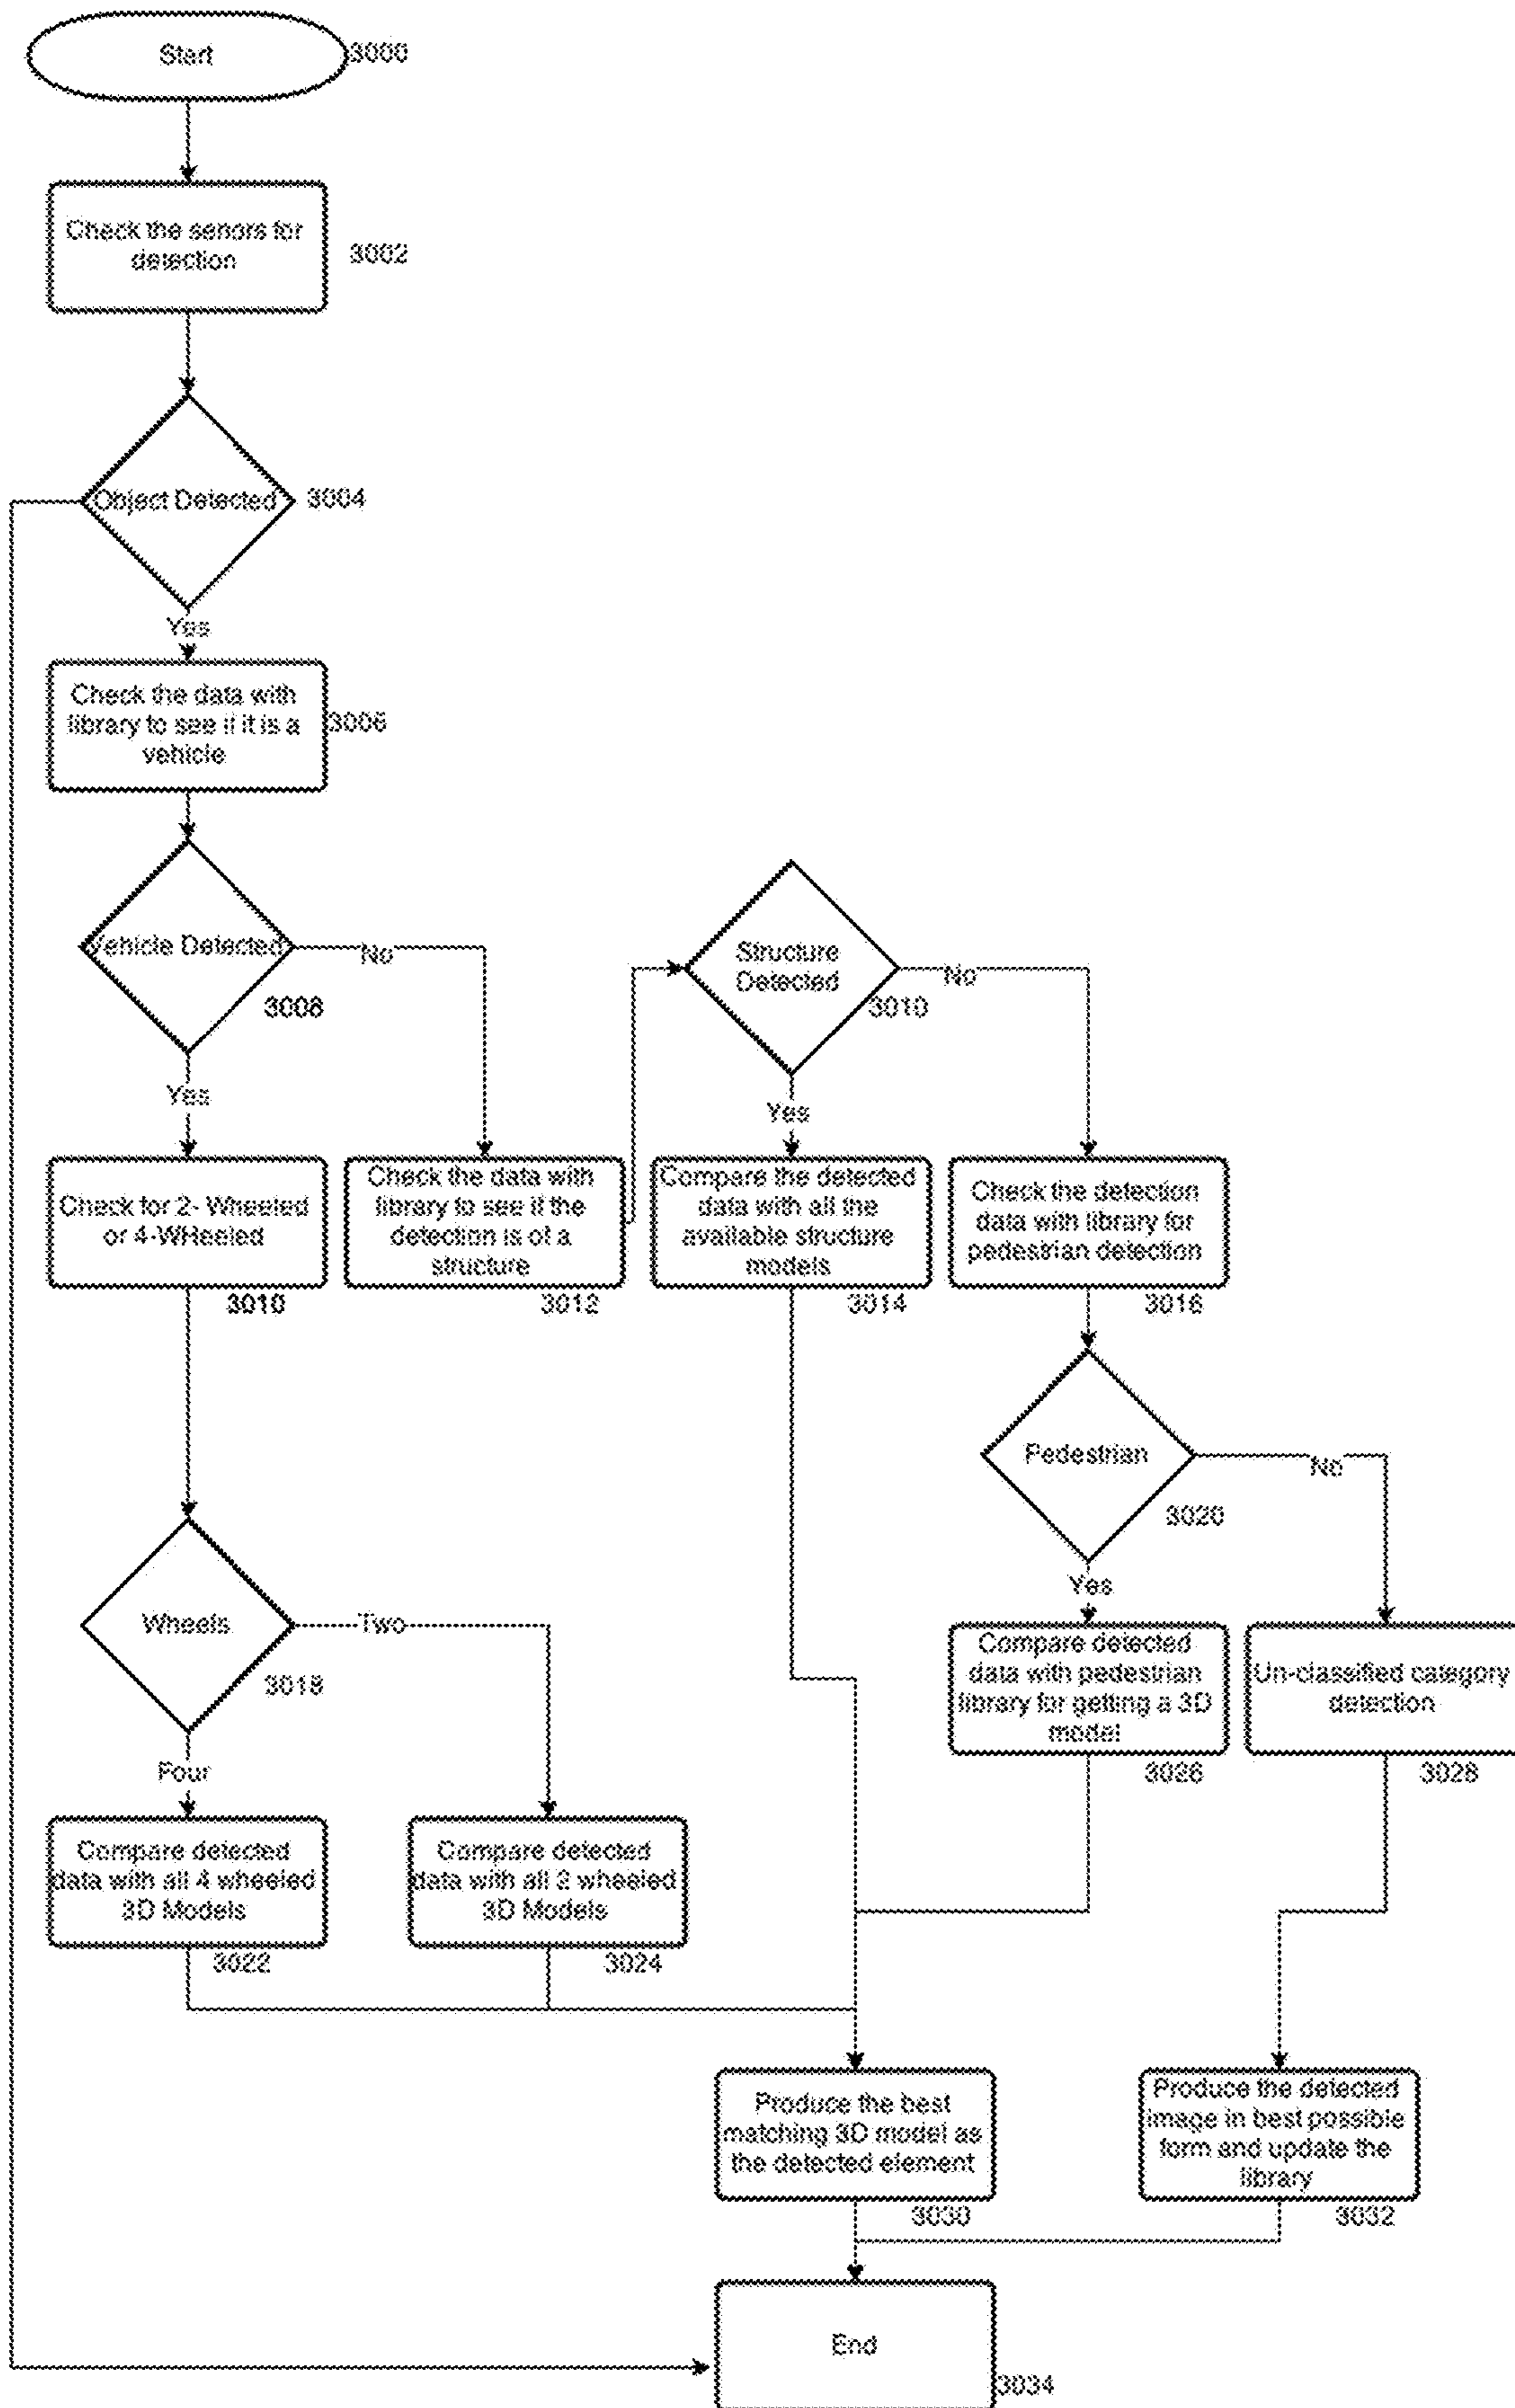 Start
3000
Check the senors for
detection
3002
Object Detected
3004
Yes
Check the data with
library to see if it is a
vehicle
3006
Vehicle Detected
No
3008
Yes
Structure
Detected
No
3010
Yes
Check for 2- Wheeled
or 4-WHeeled
3010
Check the data with
library to see if the
detection is of a
structure
3012
Compare the detected
data with all the
available structure
models
3014
Check the detection
data with library for
pedestrian detection
3016
Pedestrian
No
3020
Yes
Wheels
Two
3018
Four
Compare detected
data with pedestrian
library for getting a 3D
model
3026
Un-classified category
detection
3028
Compare detected
data with all 4 wheeled
3D Models
3022
Compare detected
data with all 2 wheeled
3D Models
3024
Produce the best
matching 3D model as
the detected element
3030
Produce the detected
image in best possible
form and update the
library
3032
End
3034